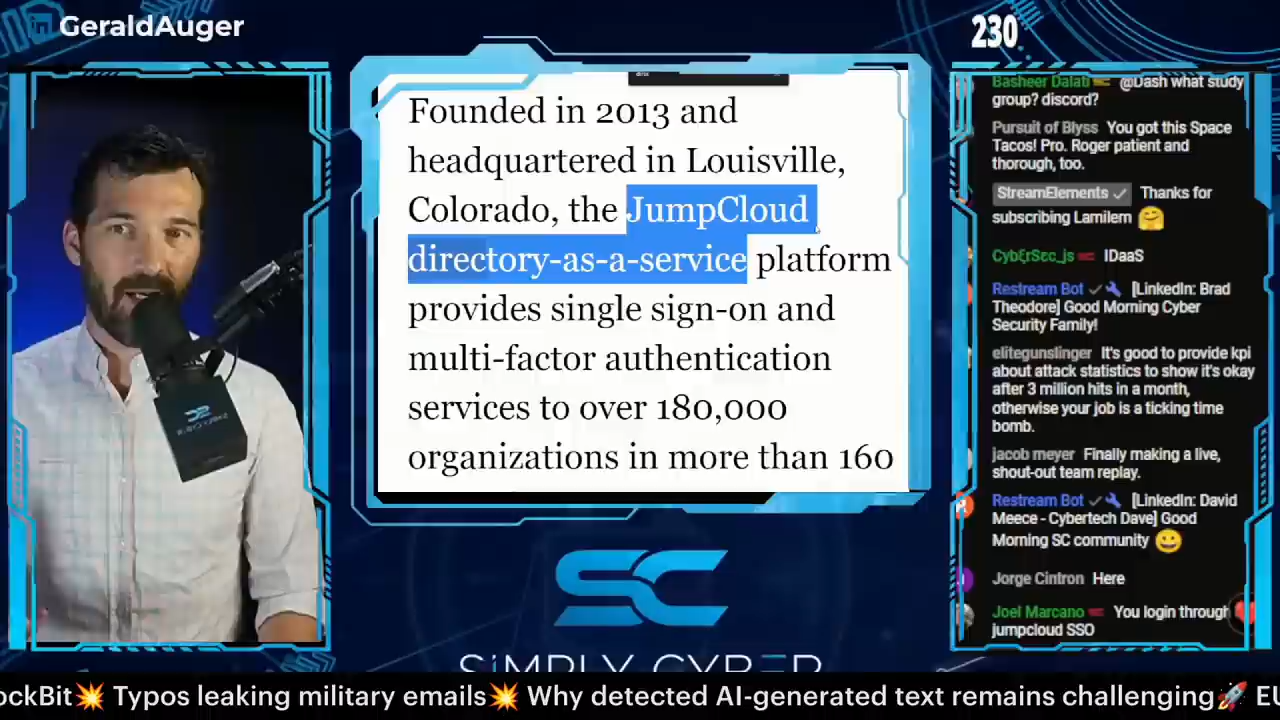 GeraldAuger
230
Founded in 2013 and
headquartered in Louisville,
Colorado, the JumpCloud
directory-as-a-service platform
provides single sign-on and
multi-factor authentication
services to over 180,000
organizations in more than 160
Basheer Dalati @Dash what study
group? discord?
Pursuit of Blyss You got this Space
Tacos! Pro. Roger patient and
thorough, too.
StreamElements ✓ Thanks for
subscribing Lamilem 🤗
CybξrSєc_js IDaaS
Restream Bot ✓ 🔧 [LinkedIn: Brad
Theodore] Good Morning Cyber
Security Family!
elitegunslinger It's good to provide kpi
about attack statistics to show it's okay
after 3 million hits in a month,
otherwise your job is a ticking time
bomb.
jacob meyer Finally making a live,
shout-out team replay.
Restream Bot ✓ 🔧 [LinkedIn: David
Meece - Cybertech Dave] Good
Morning SC community 😀
Jorge Cintron Here
Joel Marcano You login through
jumpcloud SSO
SC
SIMPLY CYBER
ockBit💥 Typos leaking military emails💥 Why detected AI-generated text remains challenging🚀 EU